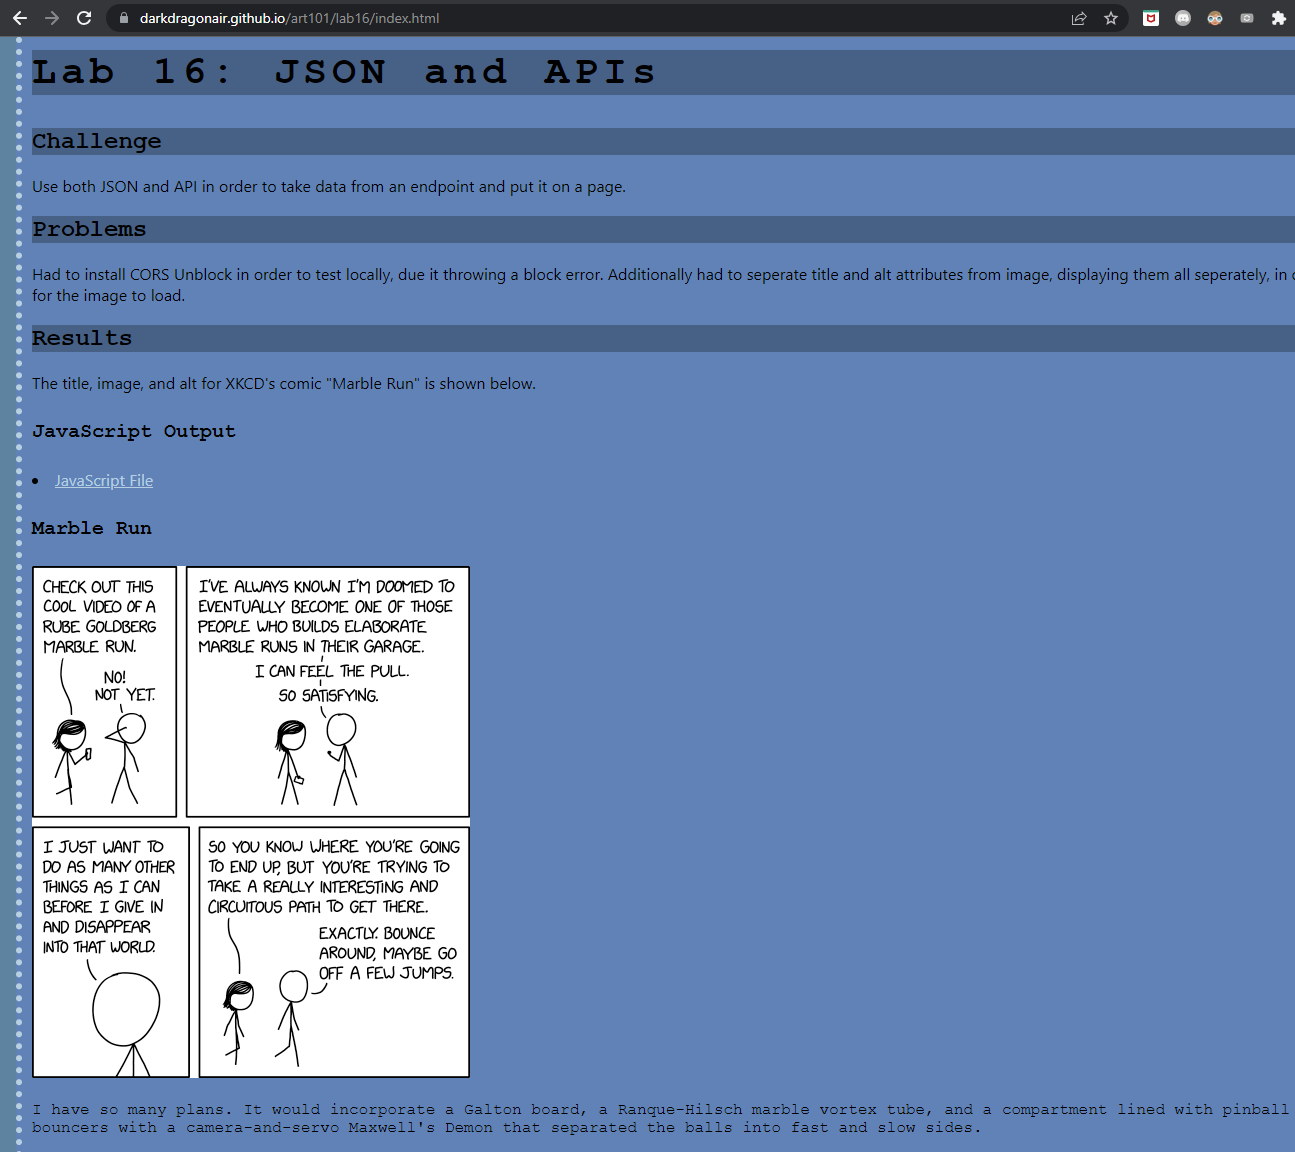 darkdragonair.github.io/art101/lab16/index.html
Lab 16: JSON and APIs
Challenge
Use both JSON and API in order to take data from an endpoint and put it on a page.
Problems
Had to install CORS Unblock in order to test locally, due it throwing a block error. Additionally had to seperate title and alt attributes from image, displaying them all seperately, in
for the image to load.
Results
The title, image, and alt for XKCD's comic "Marble Run" is shown below.
JavaScript Output
JavaScript File
Marble Run
CHECK OUT THIS
COOL VIDEO OF A
RUBE GOLDBERG
MARBLE RUN.
NO!
NOT YET.
I'VE ALWAYS KNOWN I'M DOOMED TO
EVENTUALLY BECOME ONE OF THOSE
PEOPLE WHO BUILDS ELABORATE
MARBLE RUNS IN THEIR GARAGE.
I CAN FEEL THE PULL.
SO SATISFYING.
I JUST WANT TO
DO AS MANY OTHER
THINGS AS I CAN
BEFORE I GIVE IN
AND DISAPPEAR
INTO THAT WORLD.
SO YOU KNOW WHERE YOU'RE GOING
TO END UP, BUT YOU'RE TRYING TO
TAKE A REALLY INTERESTING AND
CIRCUITOUS PATH TO GET THERE.
EXACTLY. BOUNCE
AROUND, MAYBE GO
OFF A FEW JUMPS.
I have so many plans. It would incorporate a Galton board, a Ranque-Hilsch marble vortex tube, and a compartment lined with pinball
bouncers with a camera-and-servo Maxwell's Demon that separated the balls into fast and slow sides.